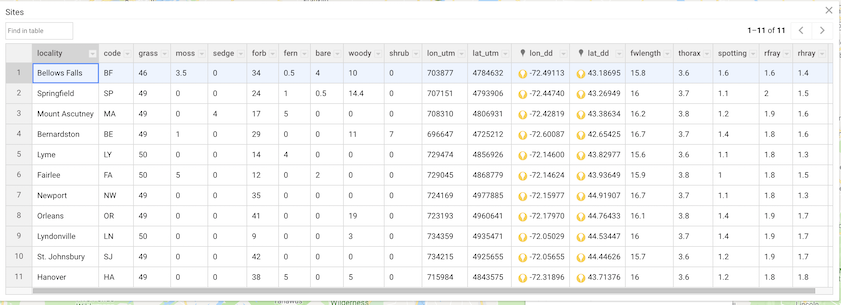 Sites
Find in table
1–11 of 11
locality code grass moss sedge forb fern bare woody shrub lon_utm lat_utm lon_dd lat_dd fwlength thorax spotting rfray rhray
1 Bellows Falls BF 46 3.5 0 34 0.5 4 10 0 703877 4784632 -72.49113 43.18695 15.8 3.6 1.6 1.6 1.4
2 Springfield SP 49 0 0 24 1 0.5 14.4 0 707151 4793906 -72.44740 43.26949 16 3.7 1.1 2 1.5
3 Mount Ascutney MA 49 0 4 17 5 0 0 0 708310 4806931 -72.42819 43.38634 16.2 3.8 1.2 1.9 1.6
4 Bernardston BE 49 1 0 29 0 0 11 7 696647 4725212 -72.60087 42.65425 16.7 3.7 1.4 1.8 1.6
5 Lyme LY 50 0 0 14 4 0 0 0 729474 4856926 -72.14600 43.82977 15.6 3.6 1.1 1.8 1.3
6 Fairlee FA 50 5 0 12 0 2 0 0 729045 4868779 -72.14624 43.93649 15.9 3.8 1 1.8 1.5
7 Newport NW 49 0 0 35 0 0 0 0 724169 4977885 -72.15977 44.91907 16.7 3.7 1.1 1.8 1.3
8 Orleans OR 49 0 0 41 0 0 19 0 723193 4960641 -72.17970 44.76433 16.1 3.8 1.4 1.9 1.7
9 Lyndonville LN 50 0 0 9 0 0 3 0 734359 4935471 -72.05029 44.53447 16 3.7 1.4 1.9 1.7
10 St. Johnsbury SJ 49 0 0 42 0 0 0 0 734215 4925655 -72.05655 44.44626 15.7 3.6 1.2 1.9 1.7
11 Hanover HA 49 0 0 38 5 0 5 0 715984 4843575 -72.31896 43.71376 16 3.6 1.2 1.8 1.8
Wilderness